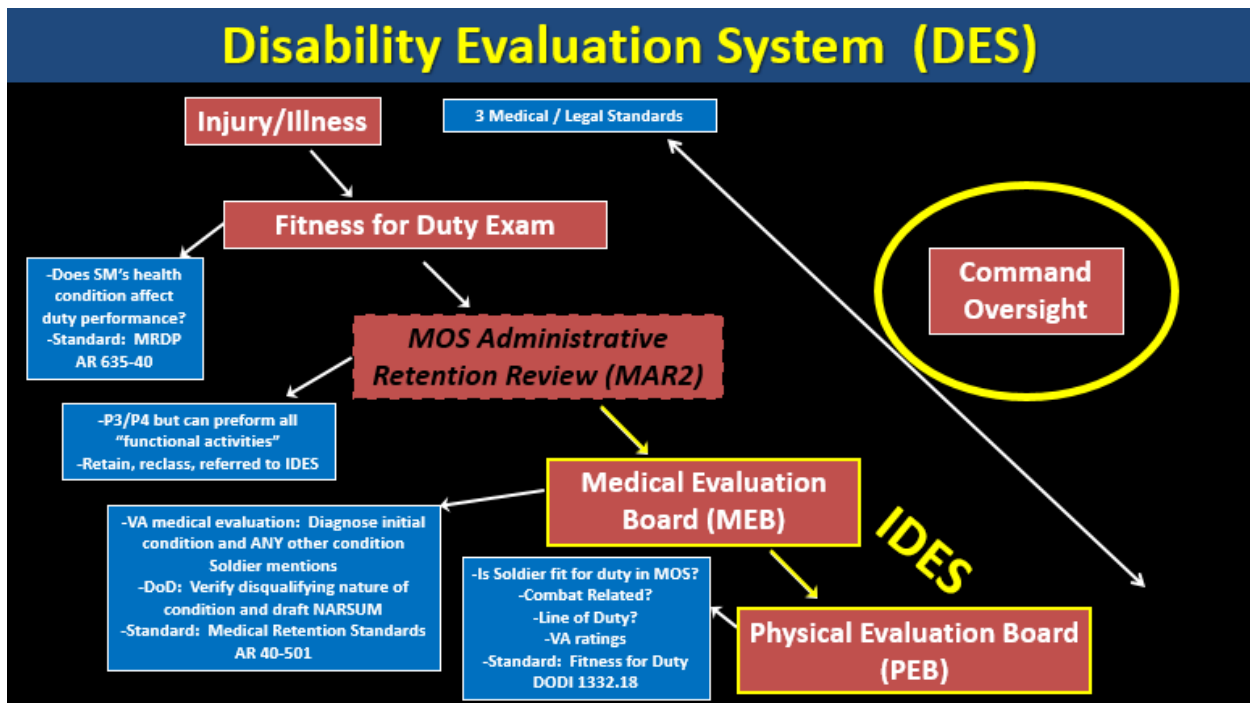 Disability Evaluation System (DES)
Injury/Illness
3 Medical / Legal Standards
Fitness for Duty Exam
-Does SM's health
condition affect
duty performance?
-Standard: MRDP
AR 635-40
Command
Oversight
MOS Administrative
Retention Review (MAR2)
-P3/P4 but can preform all
"functional activities"
-Retain, reclass, referred to IDES
Medical Evaluation
Board (MEB)
IDES
-VA medical evaluation: Diagnose initial
condition and ANY other condition
Soldier mentions
-DoD: Verify disqualifying nature of
condition and draft NARSUM
-Standard: Medical Retention Standards
AR 40-501
-Is Soldier fit for duty in MOS?
-Combat Related?
-Line of Duty?
-VA ratings
-Standard: Fitness for Duty
DODI 1332.18
Physical Evaluation Board
(PEB)